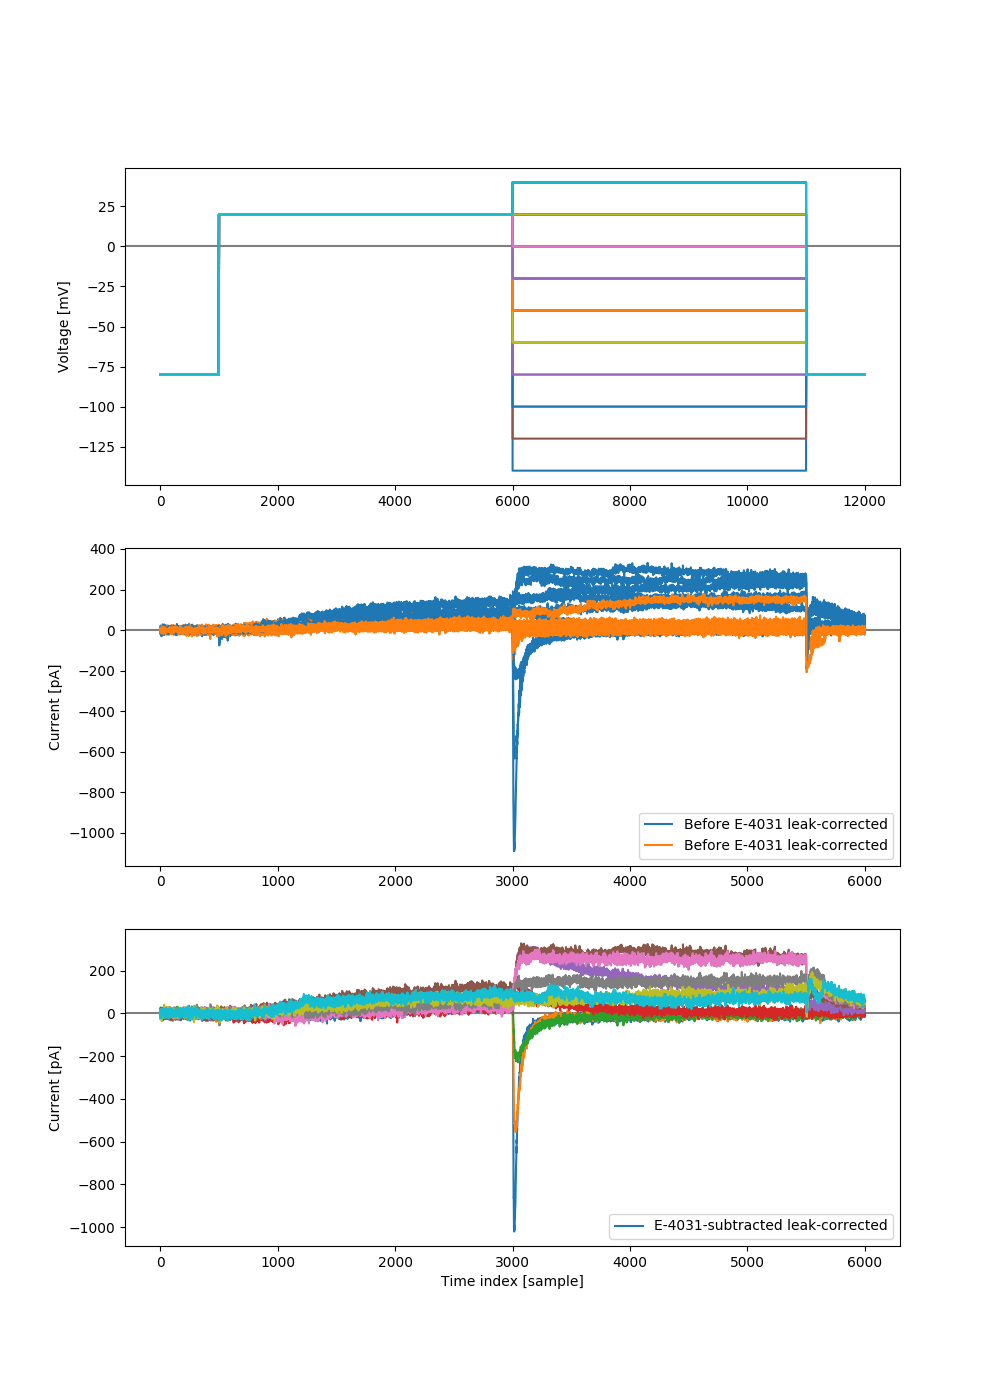 25
0
−25
−50
−75
−100
−125
Voltage [mV]
0 2000 4000 6000 8000 10000 12000
400
200
0
−200
−400
−600
−800
−1000
Current [pA]
Before E-4031 leak-corrected
Before E-4031 leak-corrected
0 1000 2000 3000 4000 5000 6000
200
0
−200
−400
−600
−800
−1000
Current [pA]
E-4031-subtracted leak-corrected
0 1000 2000 3000 4000 5000 6000
Time index [sample]